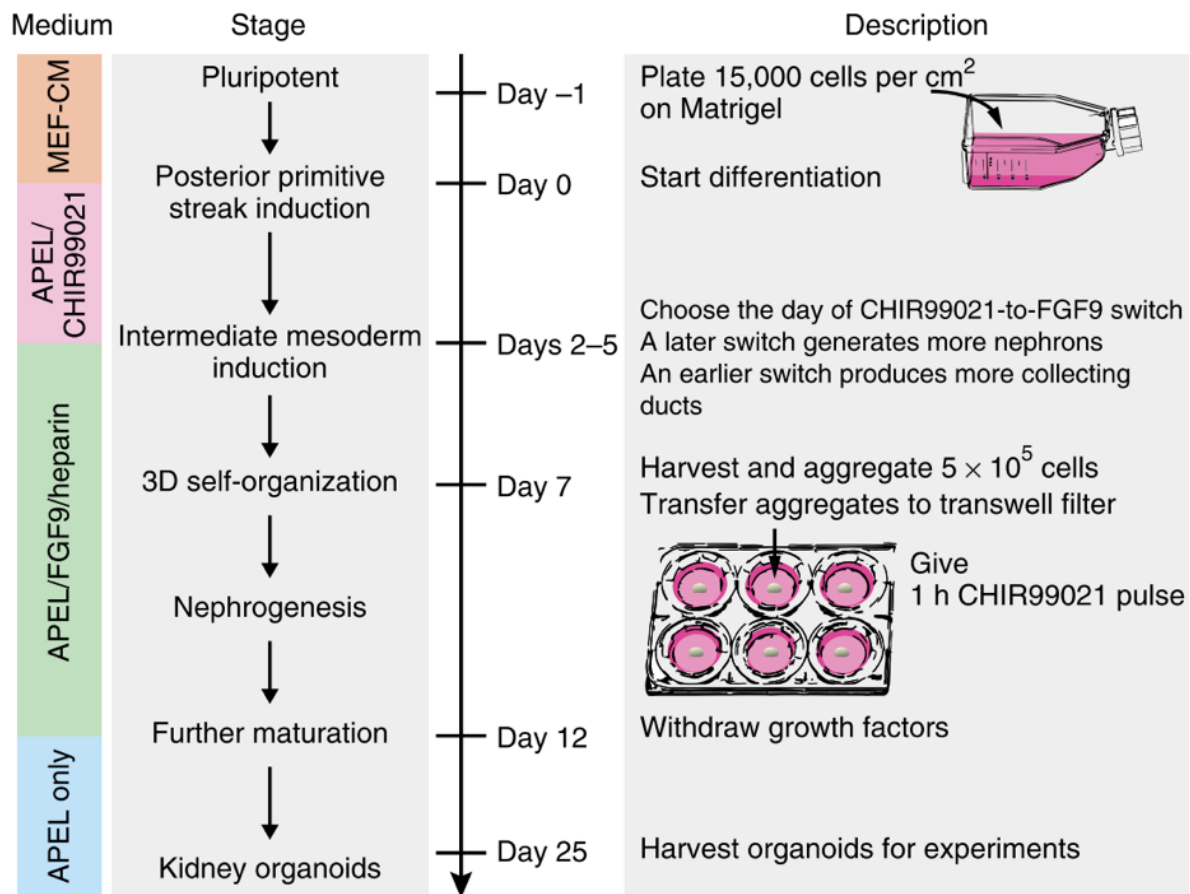 Medium
Stage
Description
MEF-CM
APEL/
CHIR99021
APEL/FGF9/heparin
APEL only
Pluripotent
Posterior primitive
streak induction
Intermediate mesoderm
induction
3D self-organization
Nephrogenesis
Further maturation
Kidney organoids
Day –1
Day 0
Days 2–5
Day 7
Day 12
Day 25
Plate 15,000 cells per cm²
on Matrigel
Start differentiation
Choose the day of CHIR99021-to-FGF9 switch
A later switch generates more nephrons
An earlier switch produces more collecting
ducts
Harvest and aggregate 5 × 10⁵ cells
Transfer aggregates to transwell filter
Give
1 h CHIR99021 pulse
Withdraw growth factors
Harvest organoids for experiments